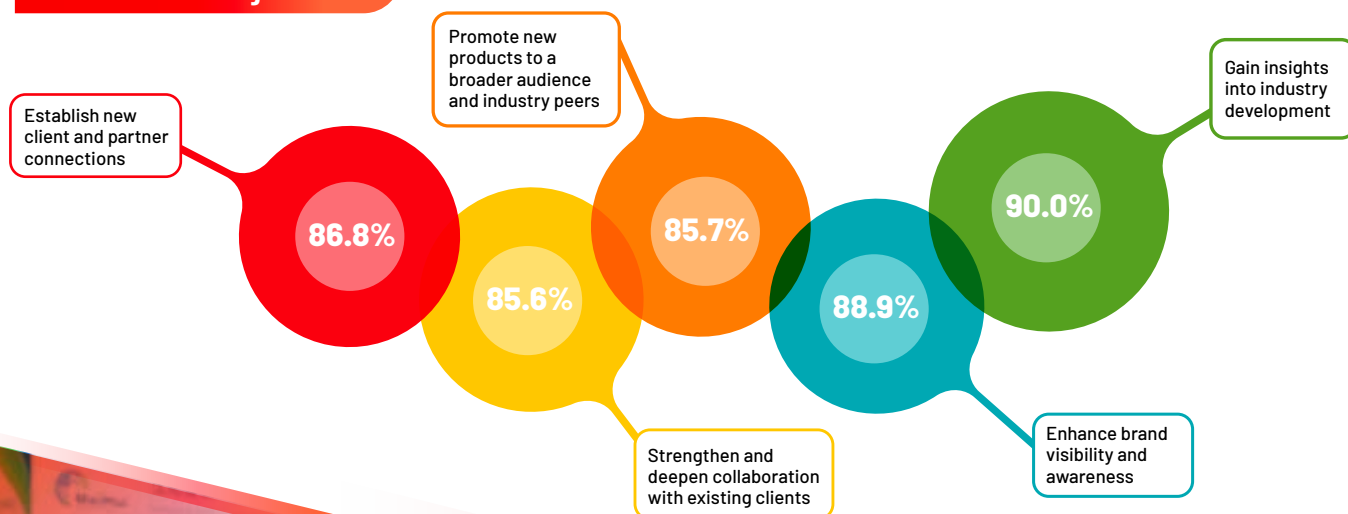 Establish new
client and partner
connections
86.8%
85.6%
Strengthen and
deepen collaboration
with existing clients
Promote new
products to a
broader audience
and industry peers
85.7%
88.9%
Enhance brand
visibility and
awareness
90.0%
Gain insights
into industry
development